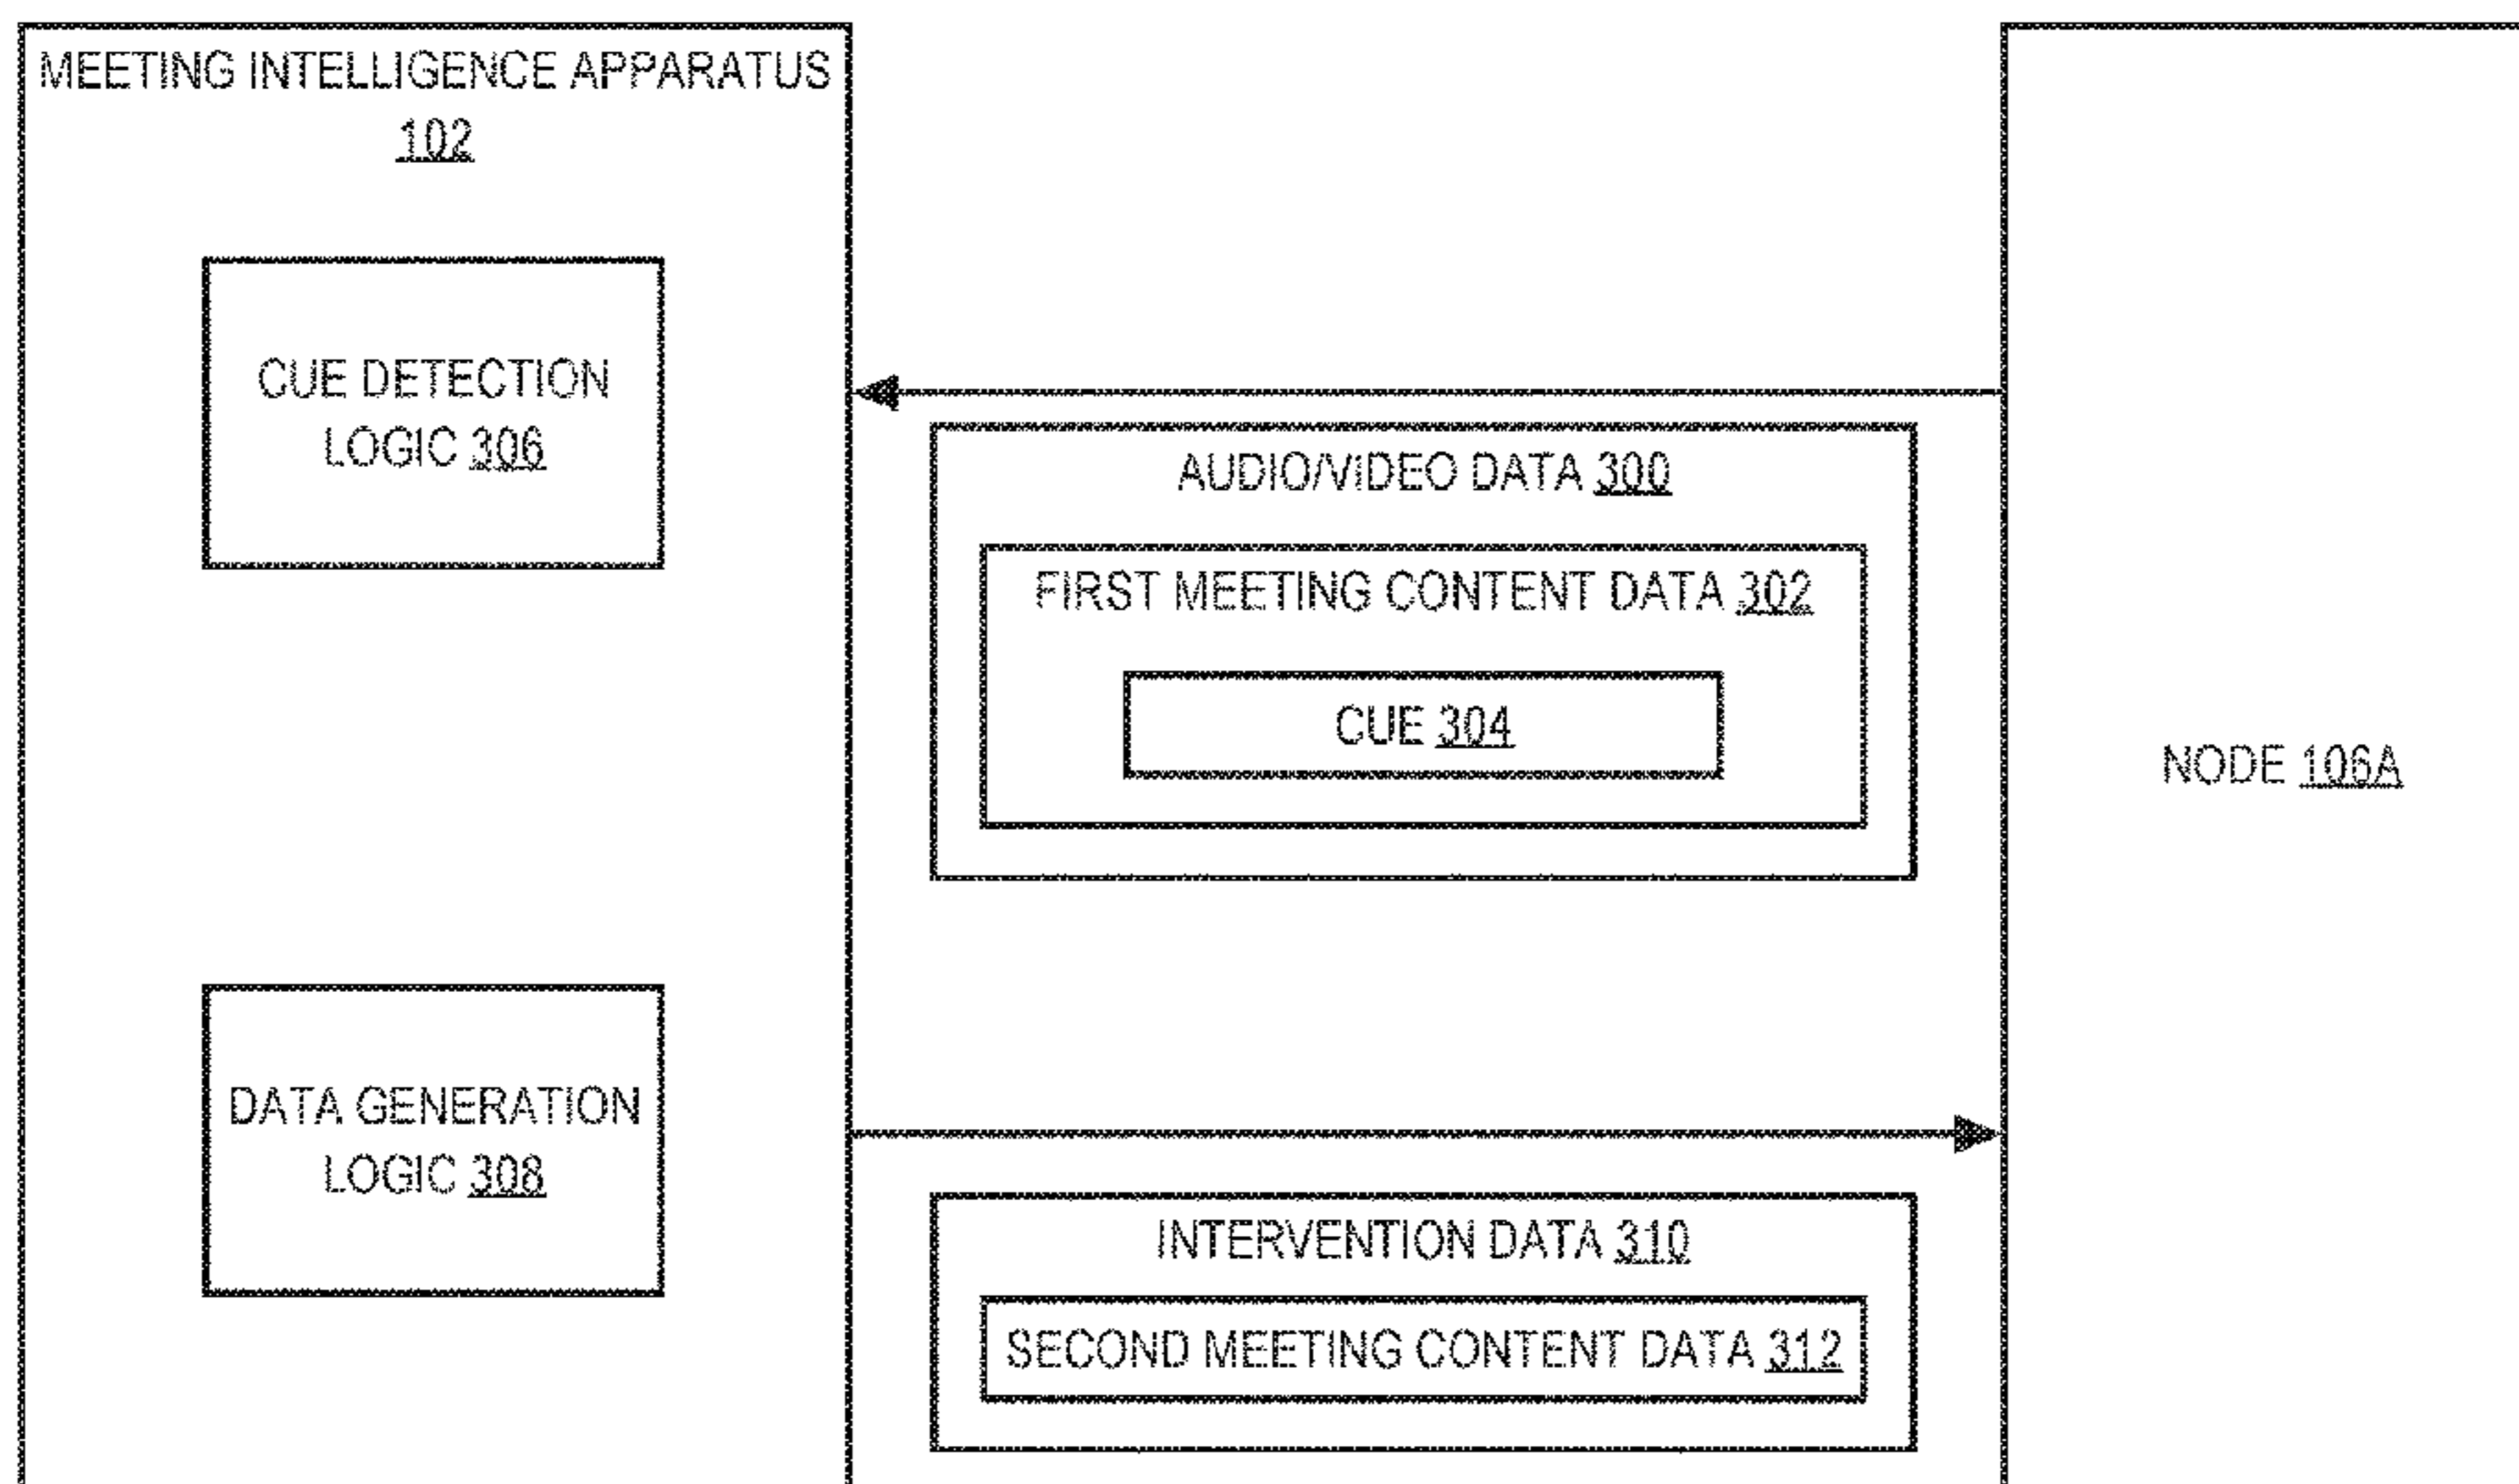 MEETING INTELLIGENCE APPARATUS
102
CUE DETECTION
LOGIC 306
AUDIO/VIDEO DATA 300
FIRST MEETING CONTENT DATA 302
CUE 304
NODE 106A
DATA GENERATION
LOGIC 308
INTERVENTION DATA 310
SECOND MEETING CONTENT DATA 312